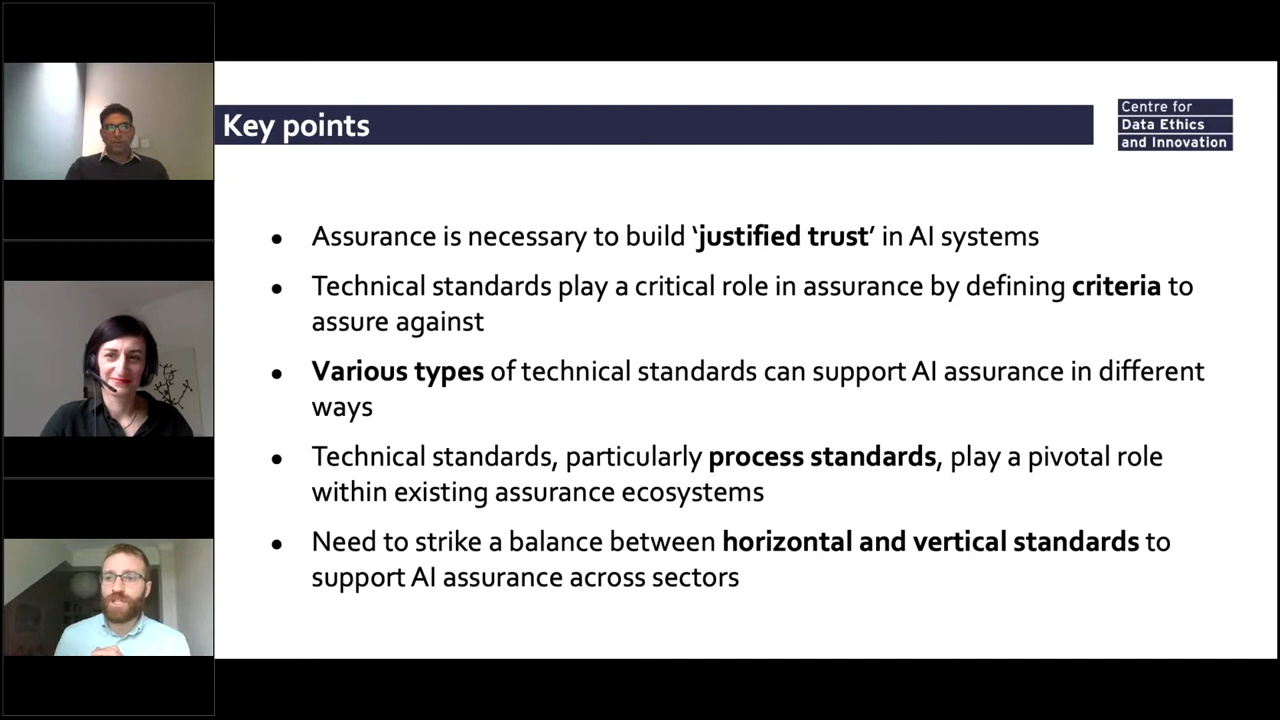 Key points
Centre for
Data Ethics
and Innovation
● Assurance is necessary to build ‘justified trust’ in AI systems
● Technical standards play a critical role in assurance by defining criteria to
assure against
● Various types of technical standards can support AI assurance in different
ways
● Technical standards, particularly process standards, play a pivotal role
within existing assurance ecosystems
● Need to strike a balance between horizontal and vertical standards to
support AI assurance across sectors